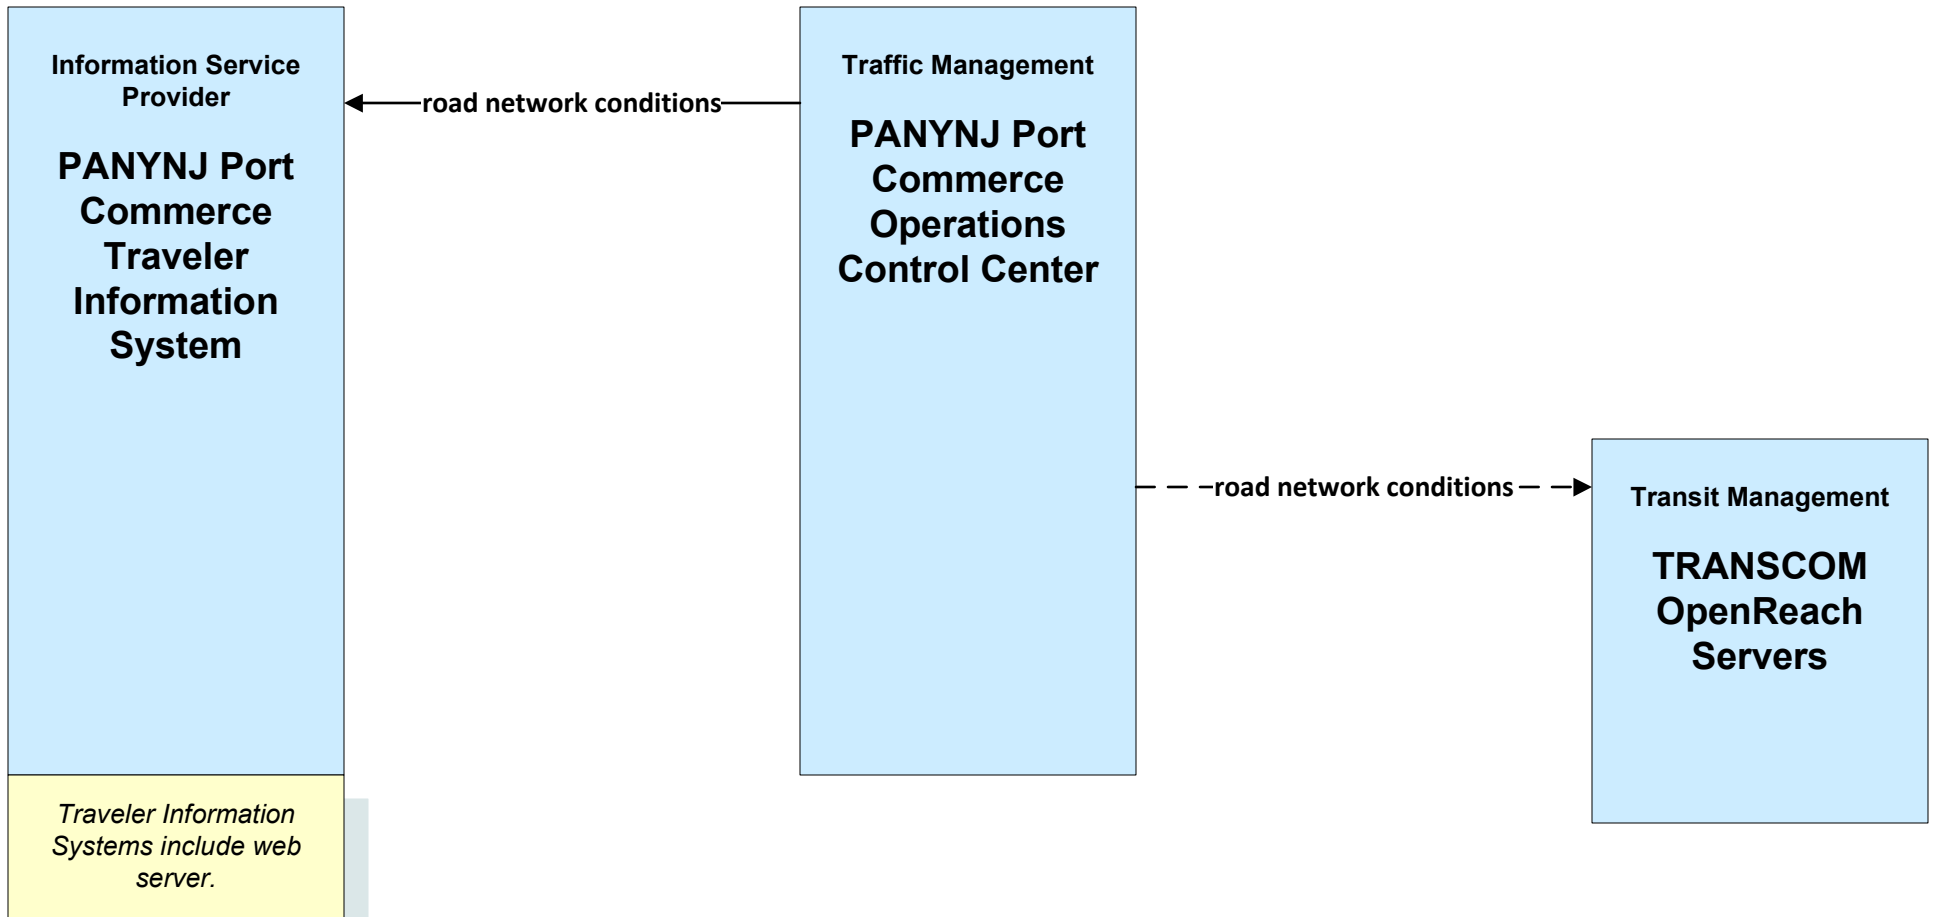 Information Service
Provider
PANYNJ Port
Commerce
Traveler
Information
System
road network conditions
Traffic Management
PANYNJ Port
Commerce
Operations
Control Center
road network conditions
Transit Management
TRANSCOM
OpenReach
Servers
Traveler Information
Systems include web
server.